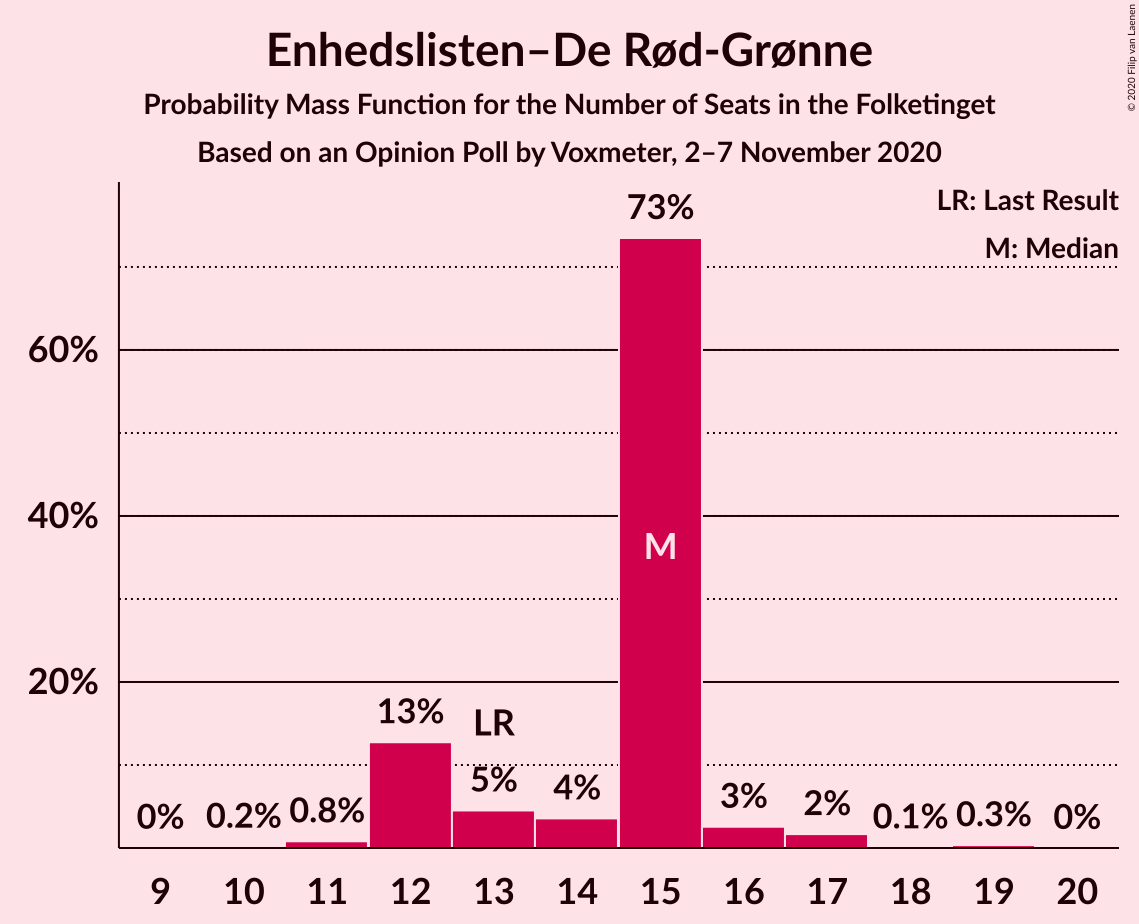 Enhedslisten–De Rød-Grønne
Probability Mass Function for the Number of Seats in the Folketinget
Based on an Opinion Poll by Voxmeter, 2–7 November 2020
© 2020 Filip van Laenen
LR: Last Result
M: Median
60%
40%
20%
0%
0.2%
0.8%
13%
LR
5%
4%
73%
M
3%
2%
0.1%
0.3%
0%
9 10 11 12 13 14 15 16 17 18 19 20